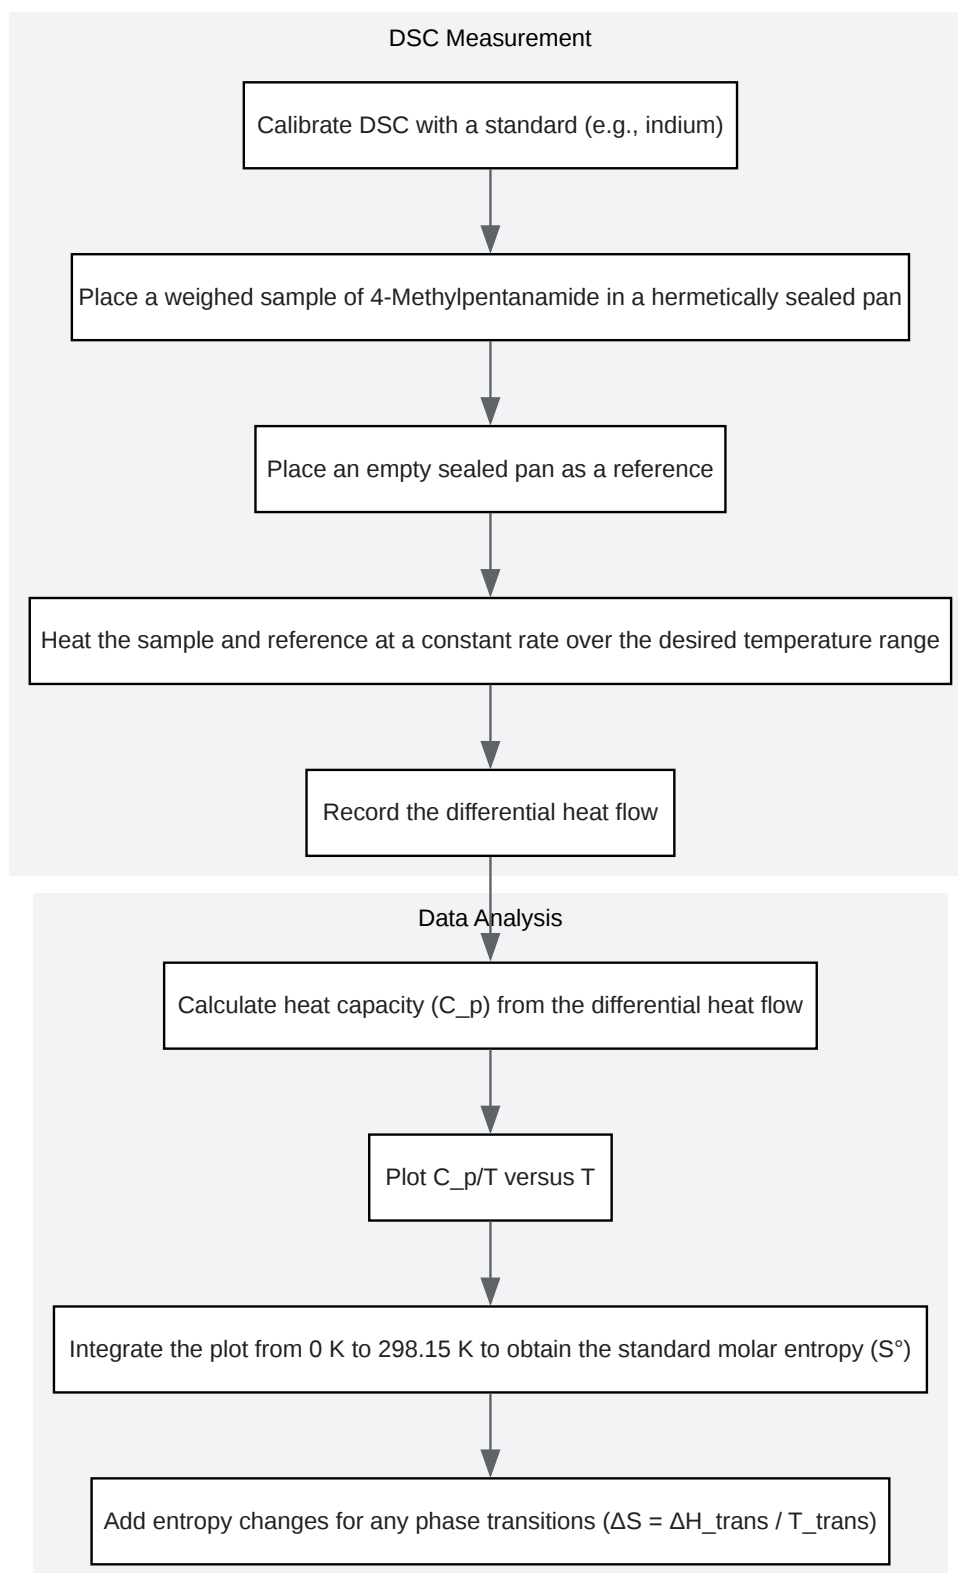 DSC Measurement
Calibrate DSC with a standard (e.g., indium)
Place a weighed sample of 4-Methylpentanamide in a hermetically sealed pan
Place an empty sealed pan as a reference
Heat the sample and reference at a constant rate over the desired temperature range
Record the differential heat flow
Data Analysis
Calculate heat capacity (C_p) from the differential heat flow
Plot C_p/T versus T
Integrate the plot from 0 K to 298.15 K to obtain the standard molar entropy (S°)
Add entropy changes for any phase transitions (ΔS = ΔH_trans / T_trans)